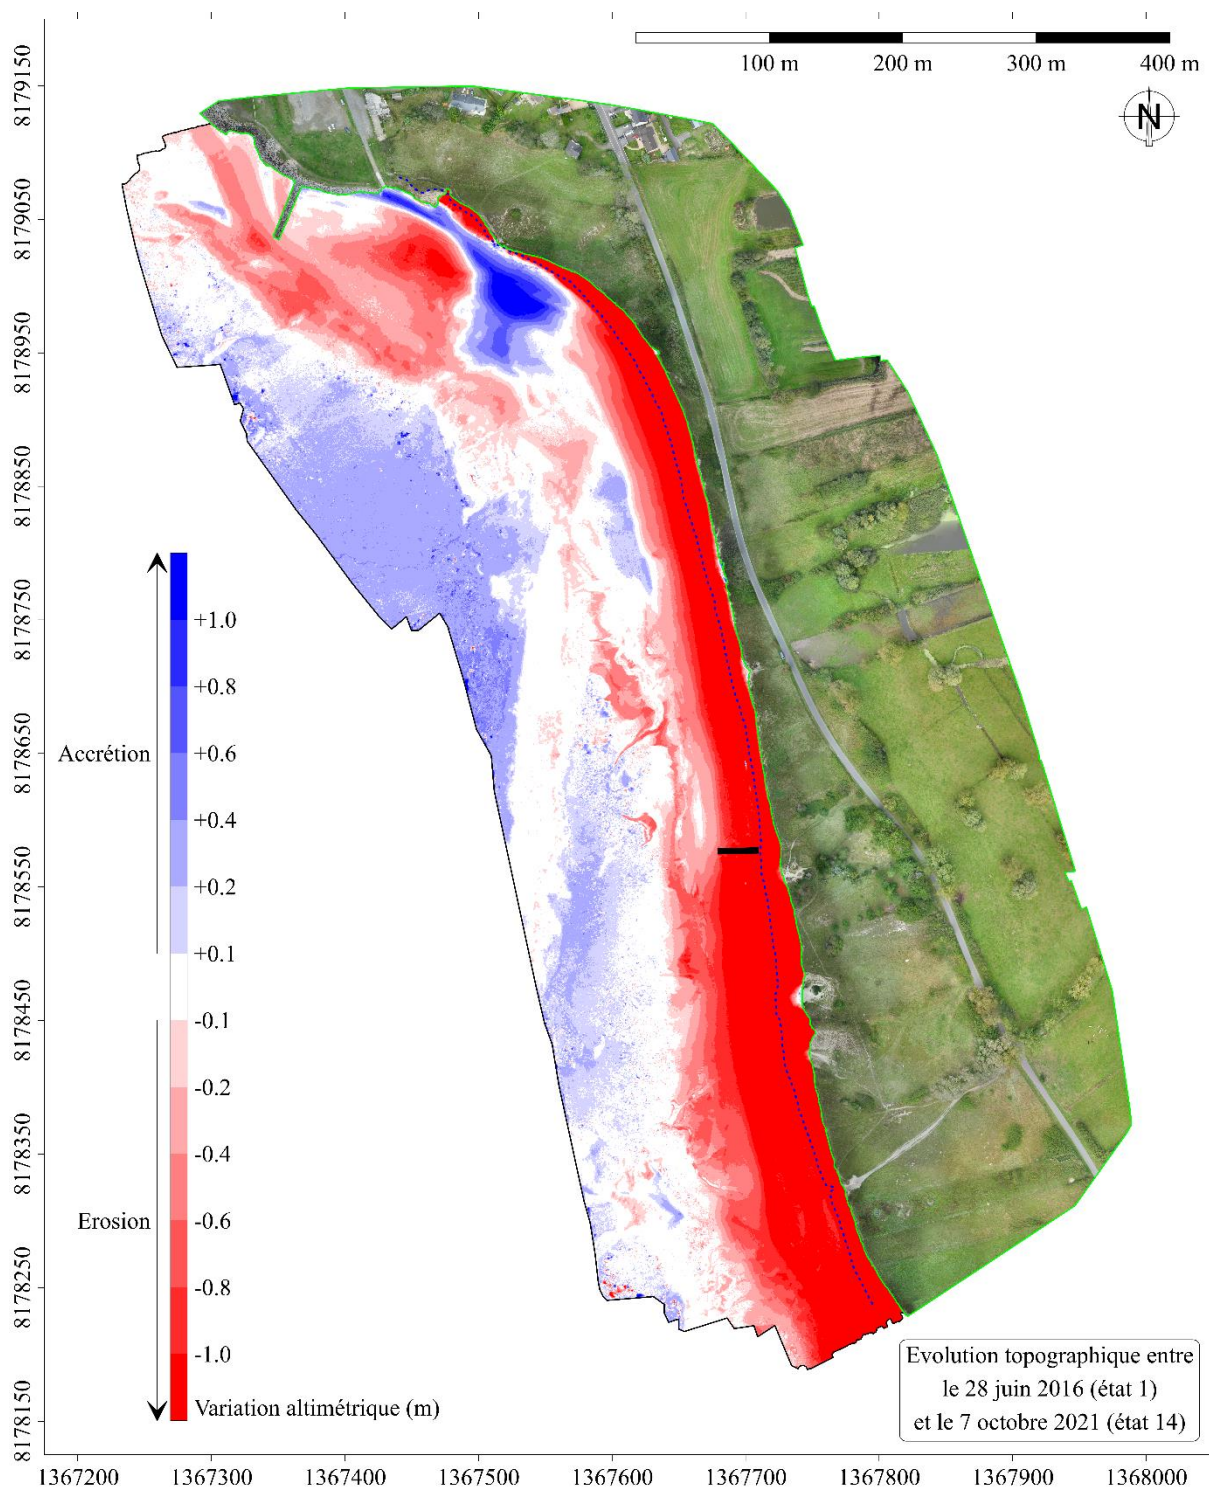 100 m
200 m
300 m
400 m
N
8179150
8179050
8178950
8178850
8178750
8178650
8178550
8178450
8178350
8178250
8178150
+1.0
+0.8
+0.6
Accrétion
+0.4
+0.2
+0.1
-0.1
-0.2
-0.4
Erosion
-0.6
-0.8
-1.0
Variation altimétrique (m)
Evolution topographique entre
le 28 juin 2016 (état 1)
et le 7 octobre 2021 (état 14)
1367200
1367300
1367400
1367500
1367600
1367700
1367800
1367900
1368000